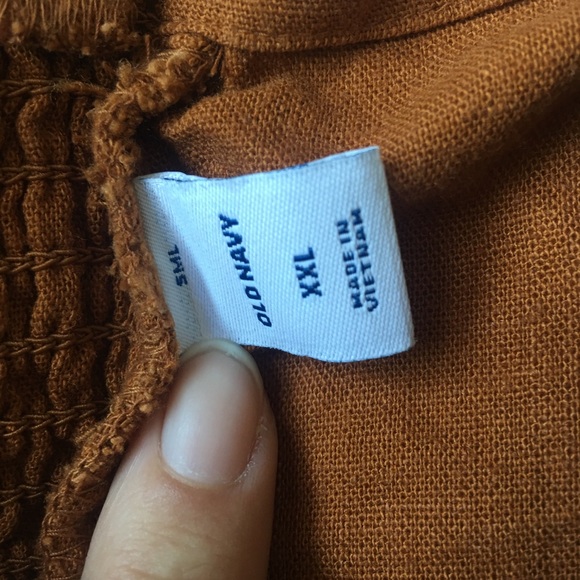 SML
OLD NAVY
XXL
MADE IN
VIETNAM